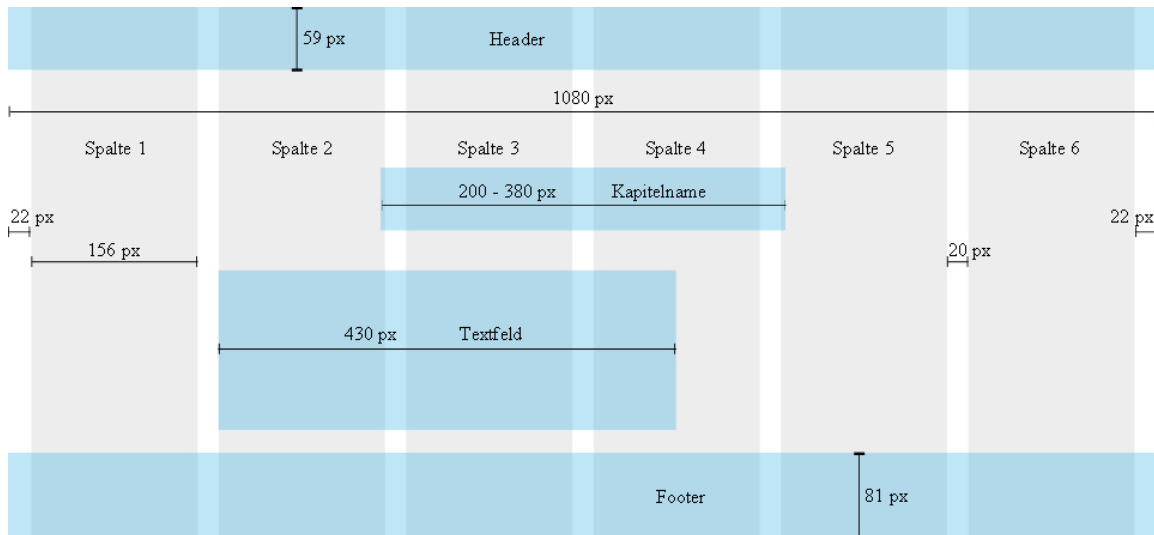 59 px
Header
1080 px
Spalte 1
Spalte 2
Spalte 3
Spalte 4
Spalte 5
Spalte 6
200 - 380 px
Kapitelname
22 px
22 px
156 px
20 px
430 px
Textfeld
Footer
81 px